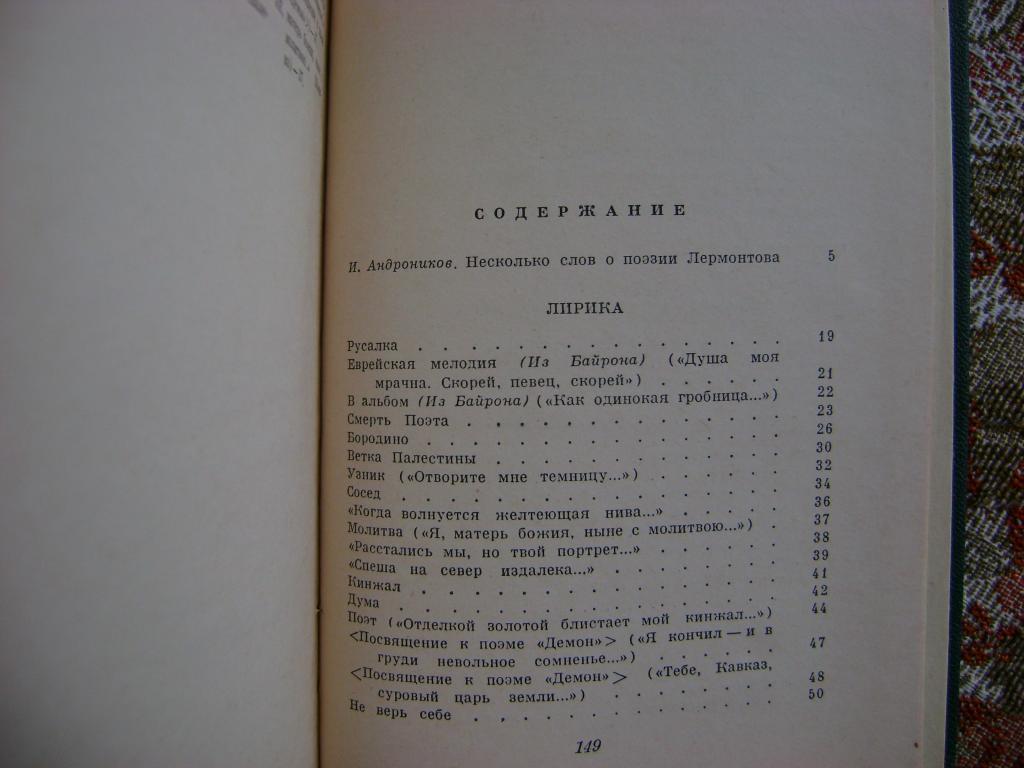 СОДЕРЖАНИЕ
И. Андроников. Несколько слов о поэзии Лермонтова 5
ЛИРИКА
Русалка . . . . . . . . . . . . . . . . 19
Еврейская мелодия (Из Байрона) («Душа моя
мрачна. Скорей, певец, скорей») . . . . . . 21
В альбом (Из Байрона) («Как одинокая гробница...») 22
Смерть Поэта . . . . . . . . . . . . . 23
Бородино . . . . . . . . . . . . . . . 26
Ветка Палестины . . . . . . . . . . . . 30
Узник («Отворите мне темницу...») . . . . . . 32
Сосед . . . . . . . . . . . . . . . . . 34
«Когда волнуется желтеющая нива...» . . . . . 36
Молитва («Я, матерь божия, ныне с молитвою...») . 37
«Расстались мы, но твой портрет...» . . . . . . 38
«Спеша на север издалека...» . . . . . . . . 39
Кинжал . . . . . . . . . . . . . . . . 41
Дума . . . . . . . . . . . . . . . . . 42
Поэт («Отделкой золотой блистает мой кинжал...») 44
<Посвящение к поэме «Демон»> («Я кончил — и в
груди невольное сомненье...») . . . . . . 47
<Посвящение к поэме «Демон»> («Тебе, Кавказ,
суровый царь земли...») . . . . . . . . 48
Не верь себе . . . . . . . . . . . . . 50
149